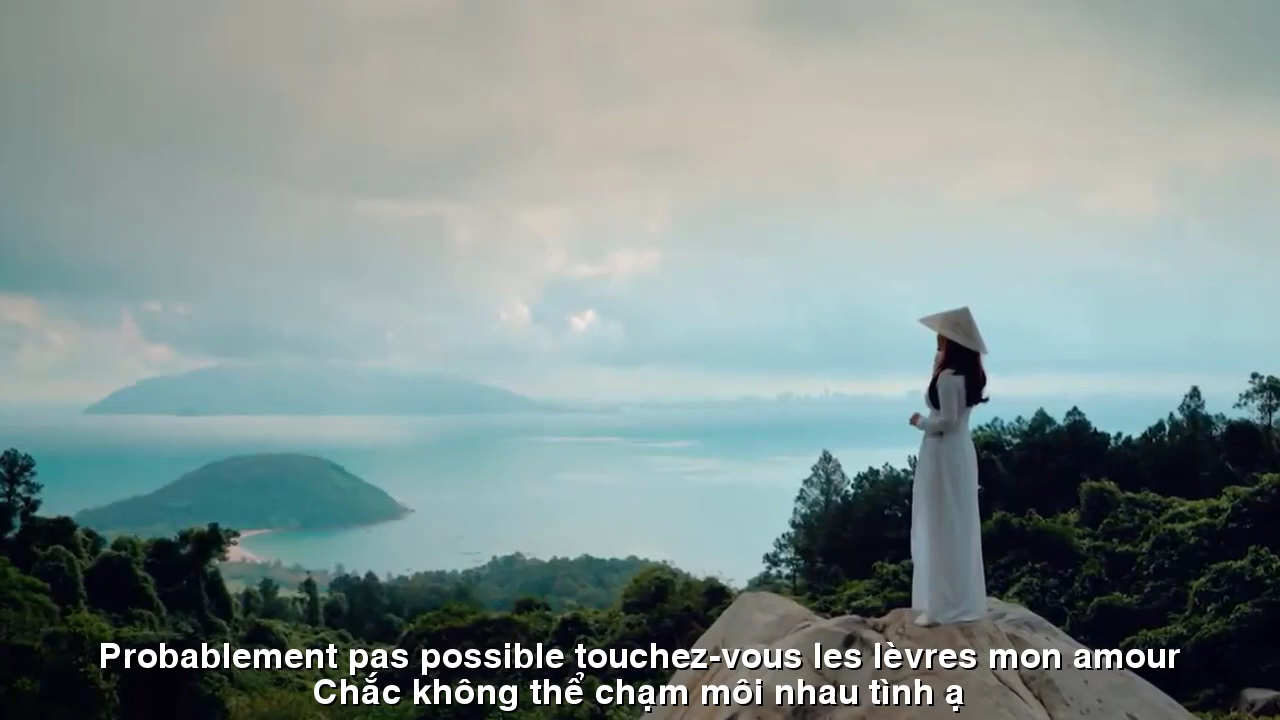 Probablement pas possible touchez-vous les lèvres mon amour
Chắc không thể chạm môi nhau tình ạ